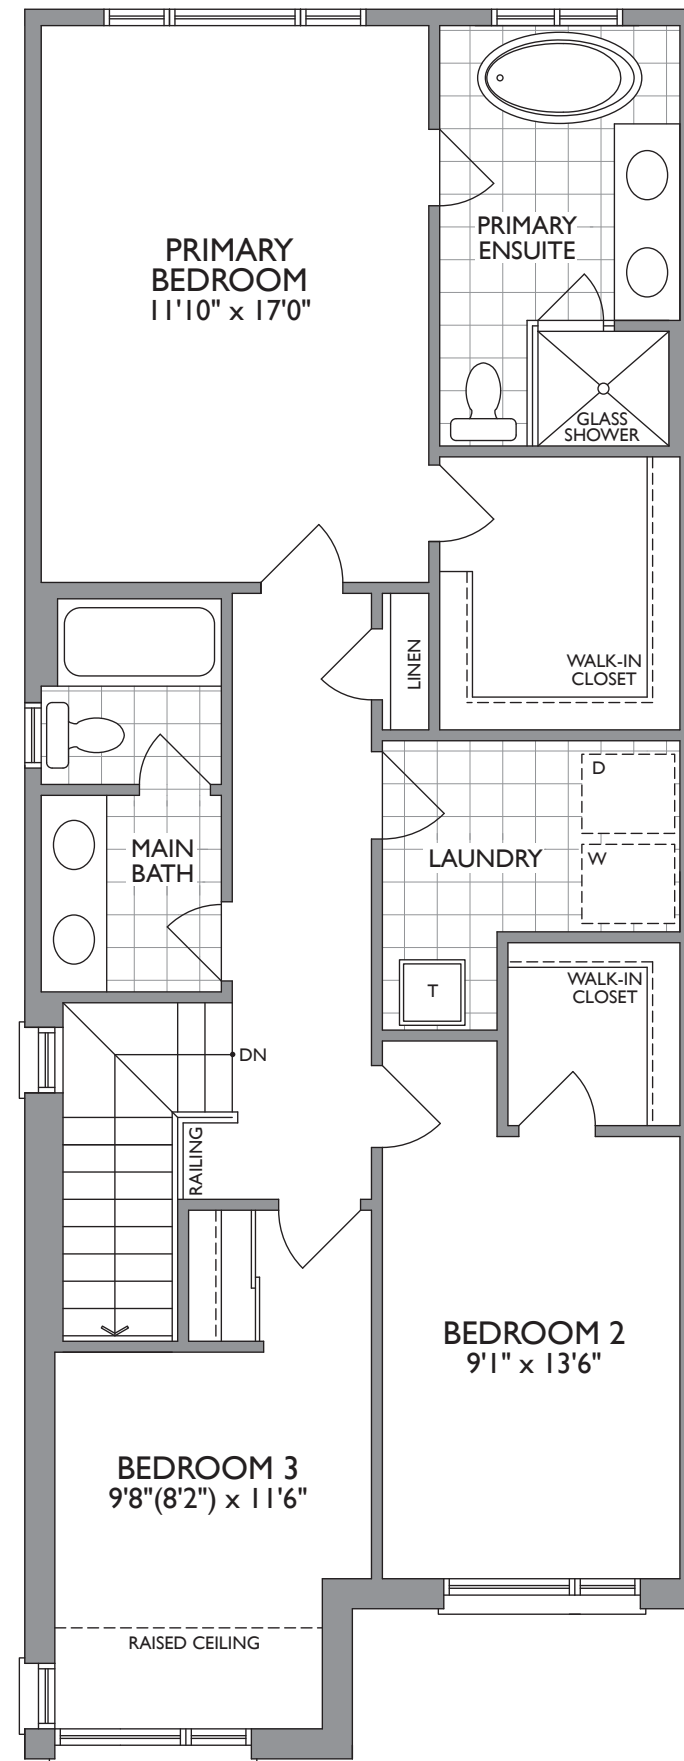 PRIMARY
BEDROOM
11'10" x 17'0"
PRIMARY
ENSUITE
GLASS
SHOWER
WALK-IN
CLOSET
LINEN
D
MAIN
BATH
LAUNDRY
W
T
WALK-IN
CLOSET
DN
RAILING
BEDROOM 2
9'1" x 13'6"
BEDROOM 3
9'8"(8'2") x 11'6"
RAISED CEILING